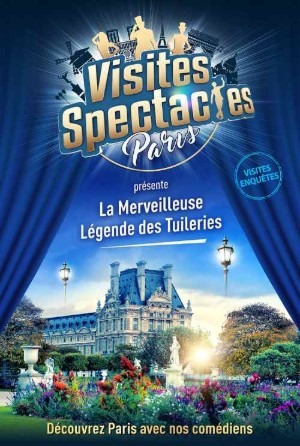 Visites
Spectacles
Paris
présente
VISITES
ENQUÊTES
La Merveilleuse
Légende des Tuileries
Découvrez Paris avec nos comédiens